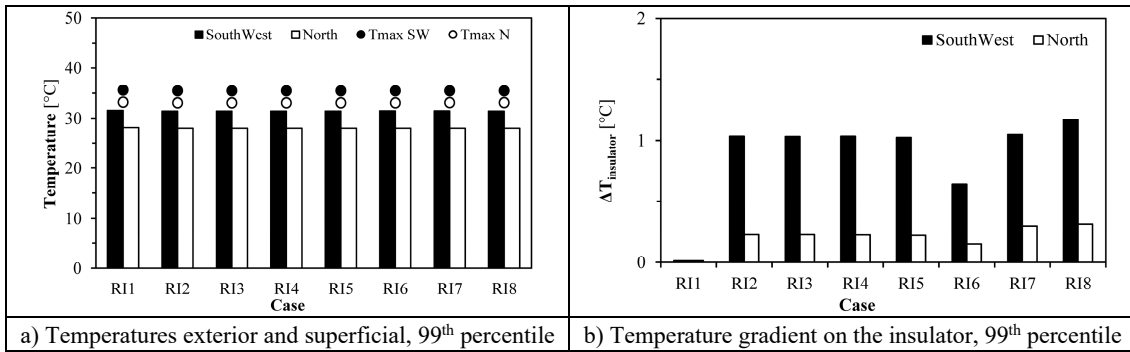 50
40
30
20
10
0
Temperature [°C]
SouthWest North Tmax SW Tmax N
RI1 RI2 RI3 RI4 RI5 RI6 RI7 RI8
Case
a) Temperatures exterior and superficial, 99th percentile
2
1
0
ΔTinsulator [°C]
SouthWest North
RI1 RI2 RI3 RI4 RI5 RI6 RI7 RI8
Case
b) Temperature gradient on the insulator, 99th percentile